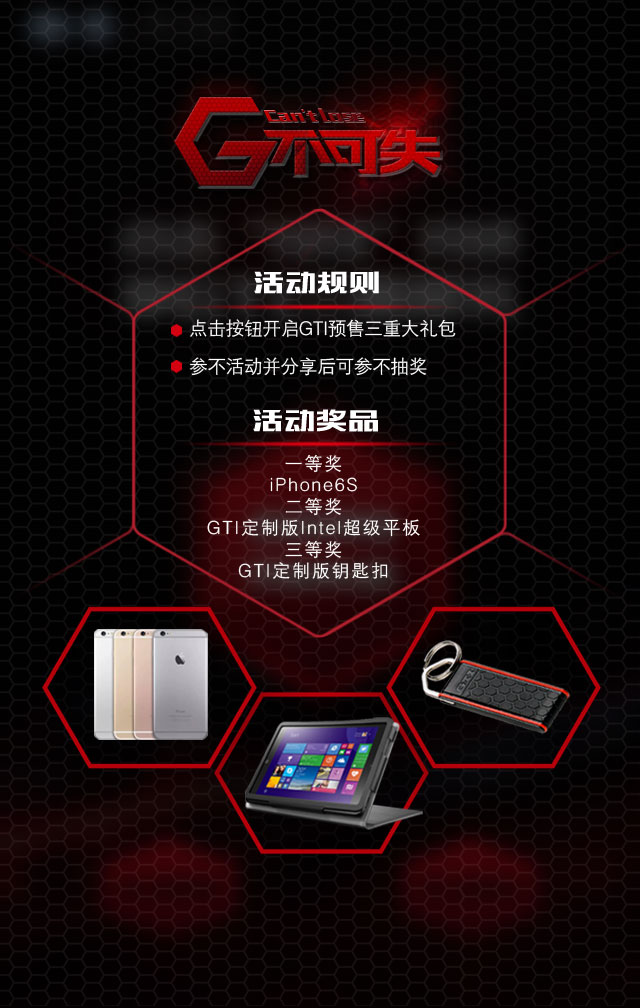 Can't lose
G不可失
活动规则
点击按钮开启GTI预售三重大礼包
参不活动并分享后可参不抽奖
活动奖品
一等奖
iPhone6S
二等奖
GTI定制版Intel超级平板
三等奖
GTI定制版钥匙扣